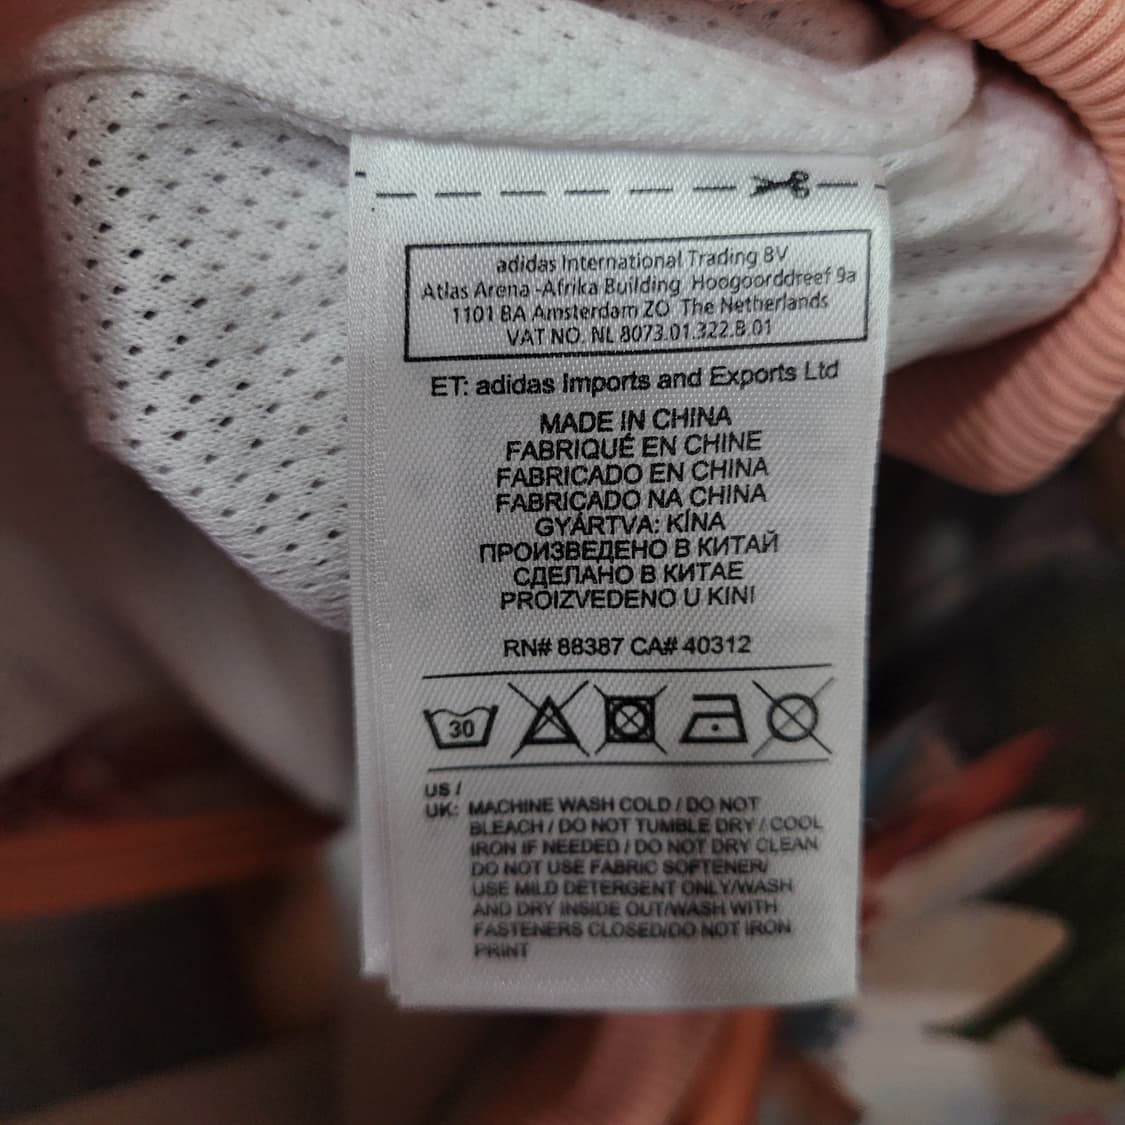 adidas International Trading BV
Atlas Arena -Afrika Building Hoogoorddreef 9a
1101 BA Amsterdam ZO The Netherlands
VAT NO. NL 8073.01.322.B.01
ET: adidas Imports and Exports Ltd
MADE IN CHINA
FABRIQUÉ EN CHINE
FABRICADO EN CHINA
FABRICADO NA CHINA
GYÁRTVA: KÍNA
ПРОИЗВЕДЕНО В КИТАЙ
СДЕЛАНО В КИТАЕ
PROIZVEDENO U KINI
RN# 88387 CA# 40312
30
US /
UK: MACHINE WASH COLD / DO NOT
BLEACH / DO NOT TUMBLE DRY / COOL
IRON IF NEEDED / DO NOT DRY CLEAN
DO NOT USE FABRIC SOFTENER/
USE MILD DETERGENT ONLY/WASH
AND DRY INSIDE OUT/WASH WITH
FASTENERS CLOSED/DO NOT IRON
PRINT